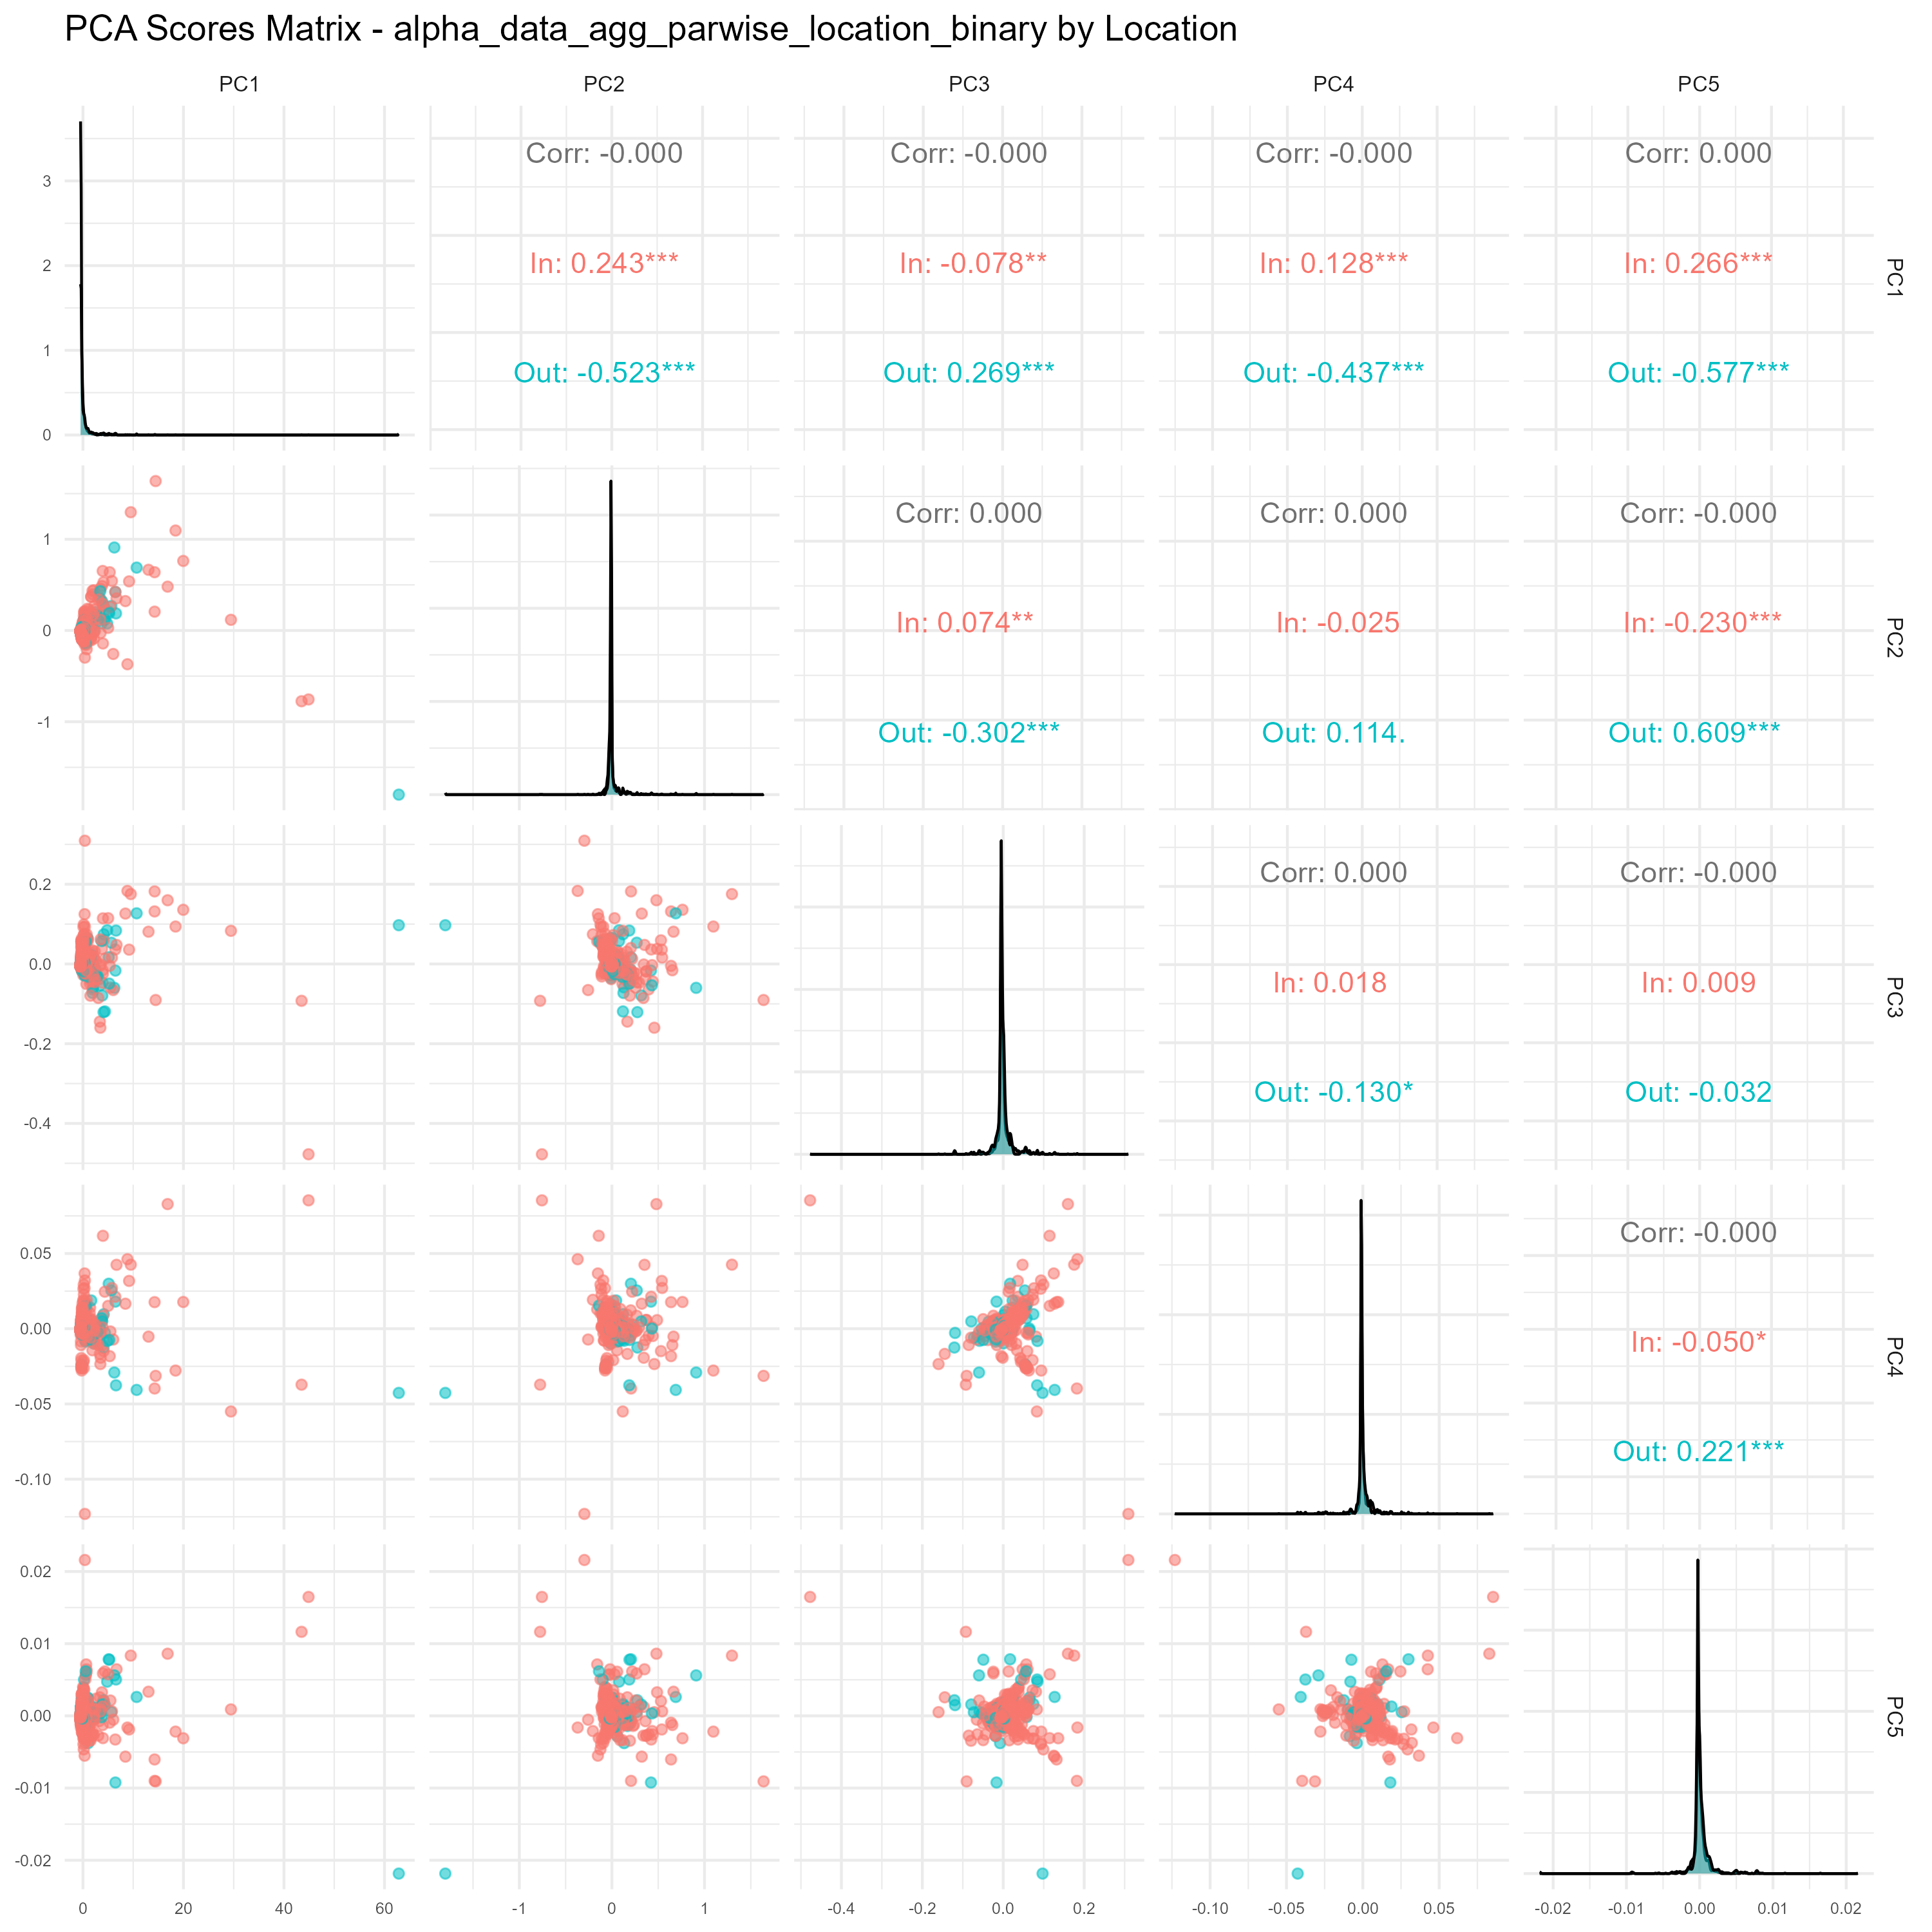 PCA Scores Matrix - alpha_data_agg_parwise_location_binary by Location
PC1 PC2 PC3 PC4 PC5
3
2
1
0
Corr: -0.000
In: 0.243***
Out: -0.523***
Corr: -0.000
In: -0.078**
Out: 0.269***
Corr: -0.000
In: 0.128***
Out: -0.437***
Corr: 0.000
In: 0.266***
Out: -0.577***
PC1
1
0
-1
Corr: 0.000
In: 0.074**
Out: -0.302***
Corr: 0.000
In: -0.025
Out: 0.114.
Corr: -0.000
In: -0.230***
Out: 0.609***
PC2
0.2
0.0
-0.2
-0.4
Corr: 0.000
In: 0.018
Out: -0.130*
Corr: -0.000
In: 0.009
Out: -0.032
PC3
0.05
0.00
-0.05
-0.10
Corr: -0.000
In: -0.050*
Out: 0.221***
PC4
0.02
0.01
0.00
-0.01
-0.02
PC5
0 20 40 60
-1 0 1
-0.4 -0.2 0.0 0.2
-0.10 -0.05 0.00 0.05
-0.02 -0.01 0.00 0.01 0.02